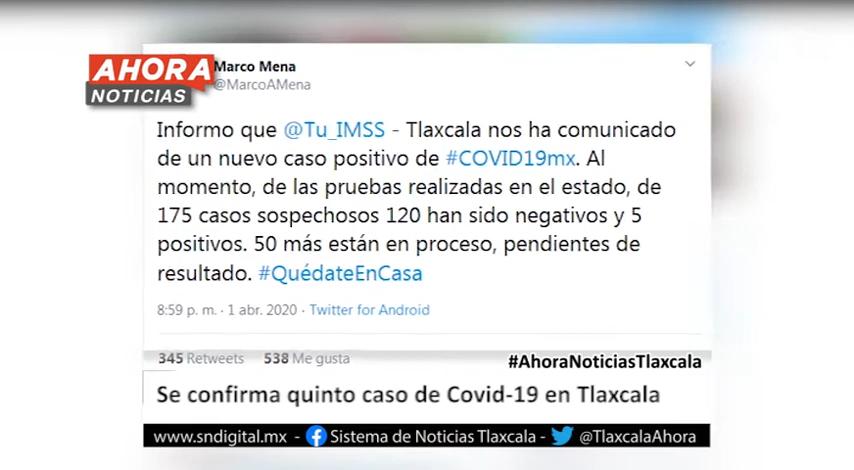 AHORA
NOTICIAS
Marco Mena
@MarcoAMena
Informo que @Tu_IMSS - Tlaxcala nos ha comunicado
de un nuevo caso positivo de #COVID19mx. Al
momento, de las pruebas realizadas en el estado, de
175 casos sospechosos 120 han sido negativos y 5
positivos. 50 más están en proceso, pendientes de
resultado. #QuédateEnCasa
8:59 p. m. · 1 abr. 2020 · Twitter for Android
345 Retweets 538 Me gusta
#AhoraNoticiasTlaxcala
Se confirma quinto caso de Covid-19 en Tlaxcala
www.sndigital.mx - Sistema de Noticias Tlaxcala - @TlaxcalaAhora